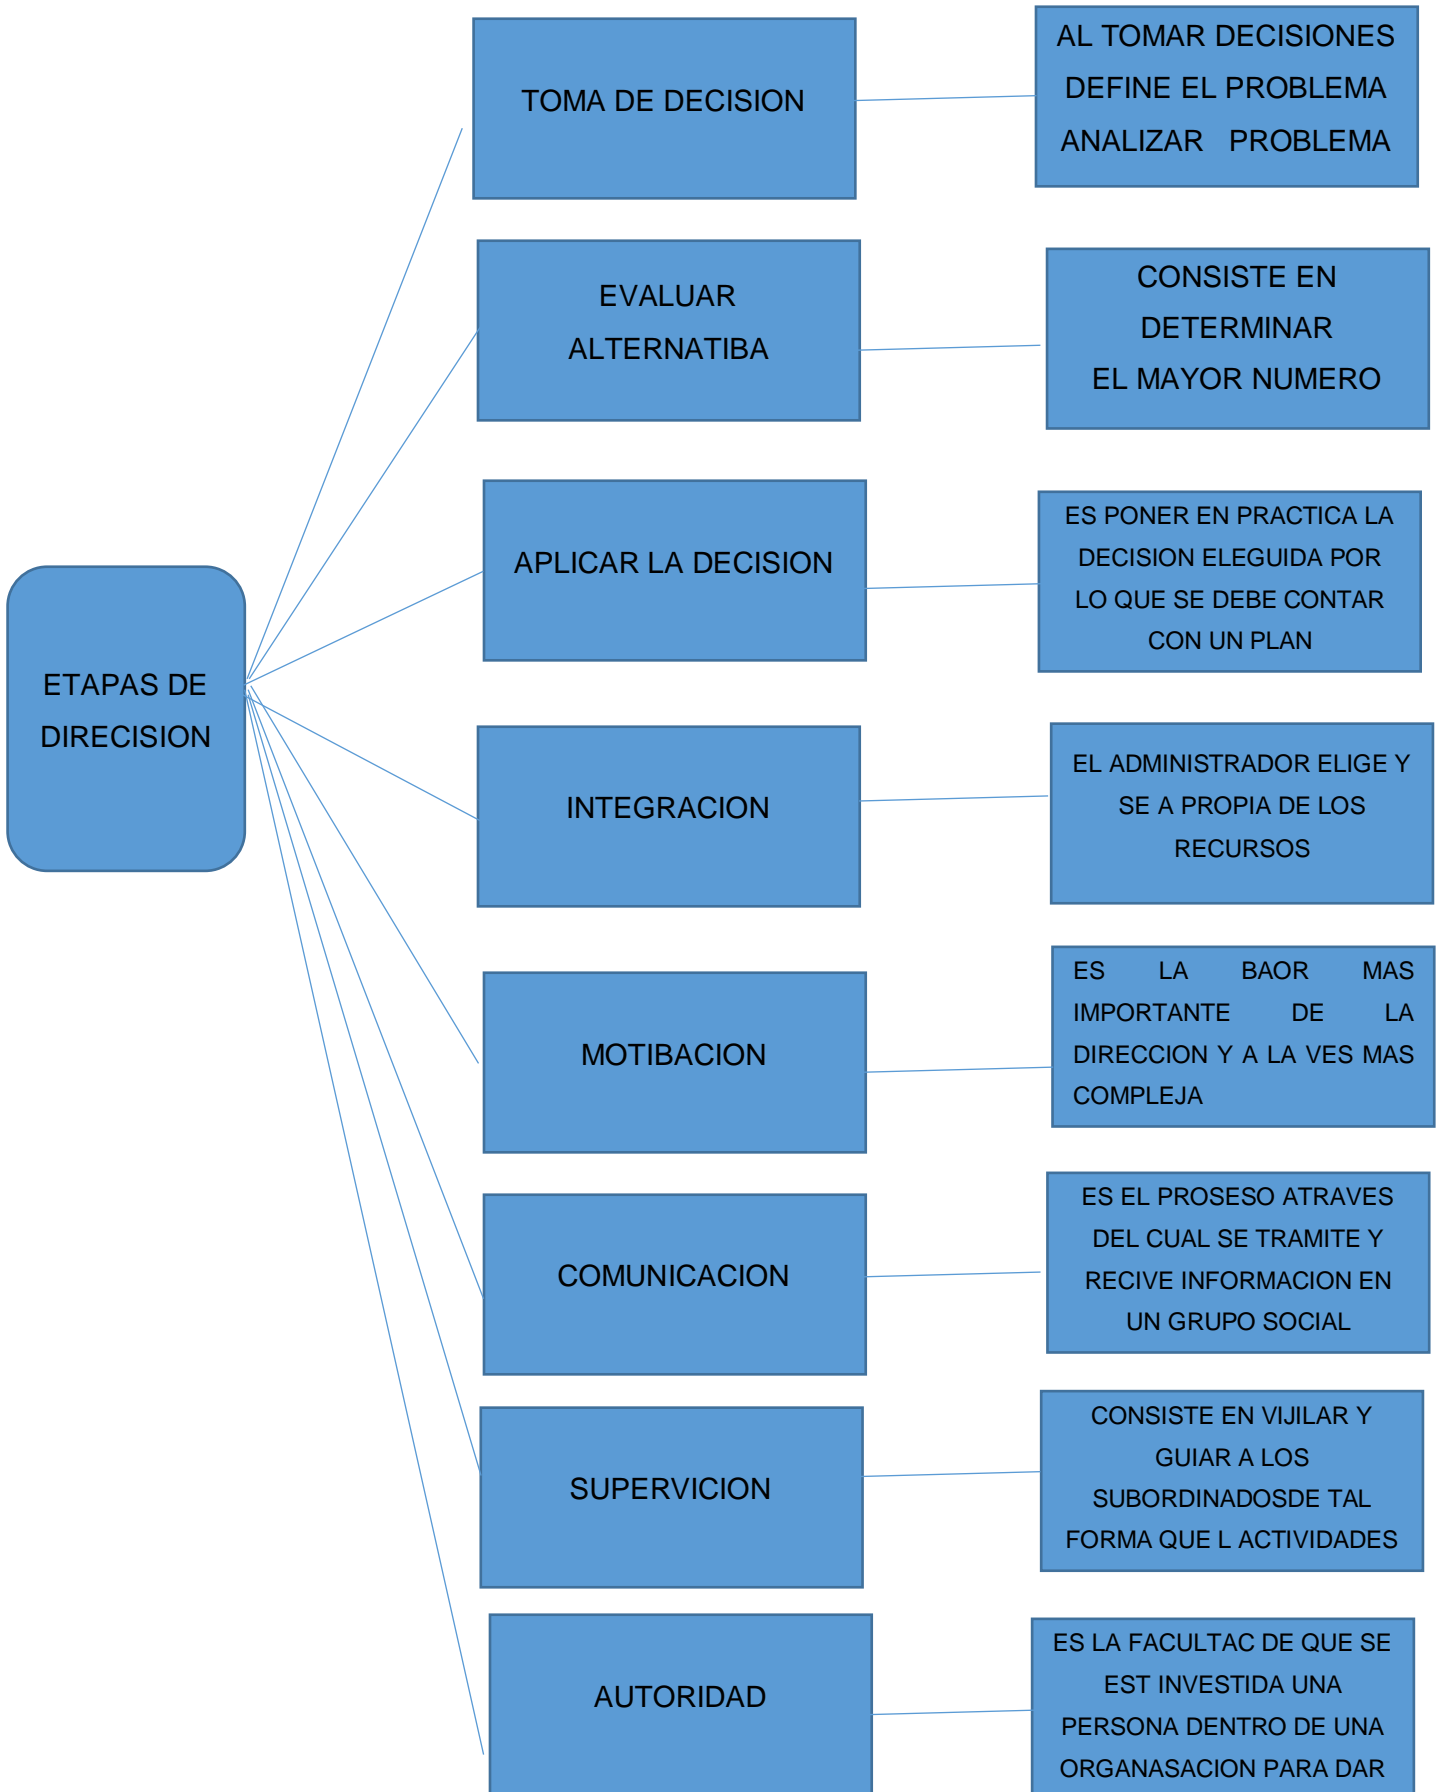 ETAPAS DE
DIRECISION
TOMA DE DECISION
AL TOMAR DECISIONES
DEFINE EL PROBLEMA
ANALIZAR PROBLEMA
EVALUAR
ALTERNATIBA
CONSISTE EN
DETERMINAR
EL MAYOR NUMERO
APLICAR LA DECISION
ES PONER EN PRACTICA LA
DECISION ELEGUIDA POR
LO QUE SE DEBE CONTAR
CON UN PLAN
INTEGRACION
EL ADMINISTRADOR ELIGE Y
SE A PROPIA DE LOS
RECURSOS
MOTIBACION
ES LA BAOR MAS
IMPORTANTE DE LA
DIRECCION Y A LA VES MAS
COMPLEJA
COMUNICACION
ES EL PROSESO ATRAVES
DEL CUAL SE TRAMITE Y
RECIVE INFORMACION EN
UN GRUPO SOCIAL
SUPERVICION
CONSISTE EN VIJILAR Y
GUIAR A LOS
SUBORDINADOSDE TAL
FORMA QUE L ACTIVIDADES
AUTORIDAD
ES LA FACULTAC DE QUE SE
EST INVESTIDA UNA
PERSONA DENTRO DE UNA
ORGANASACION PARA DAR